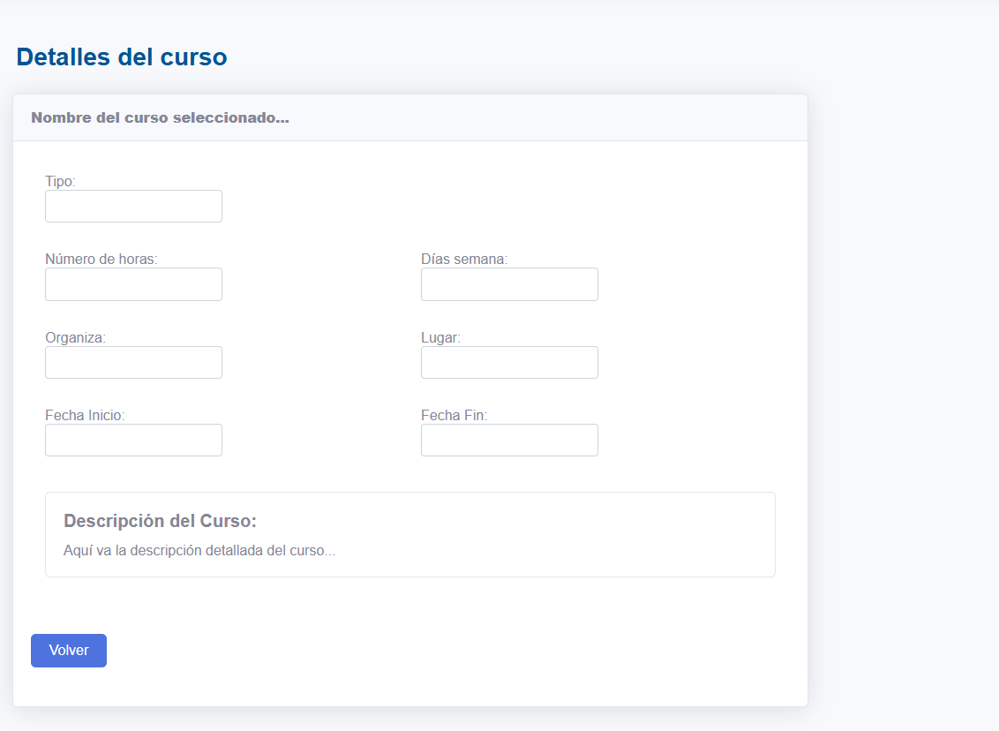 Detalles del curso
Nombre del curso seleccionado...
Tipo:
Número de horas: Días semana:
Organiza: Lugar:
Fecha Inicio: Fecha Fin:
Descripción del Curso:
Aquí va la descripción detallada del curso...
Volver